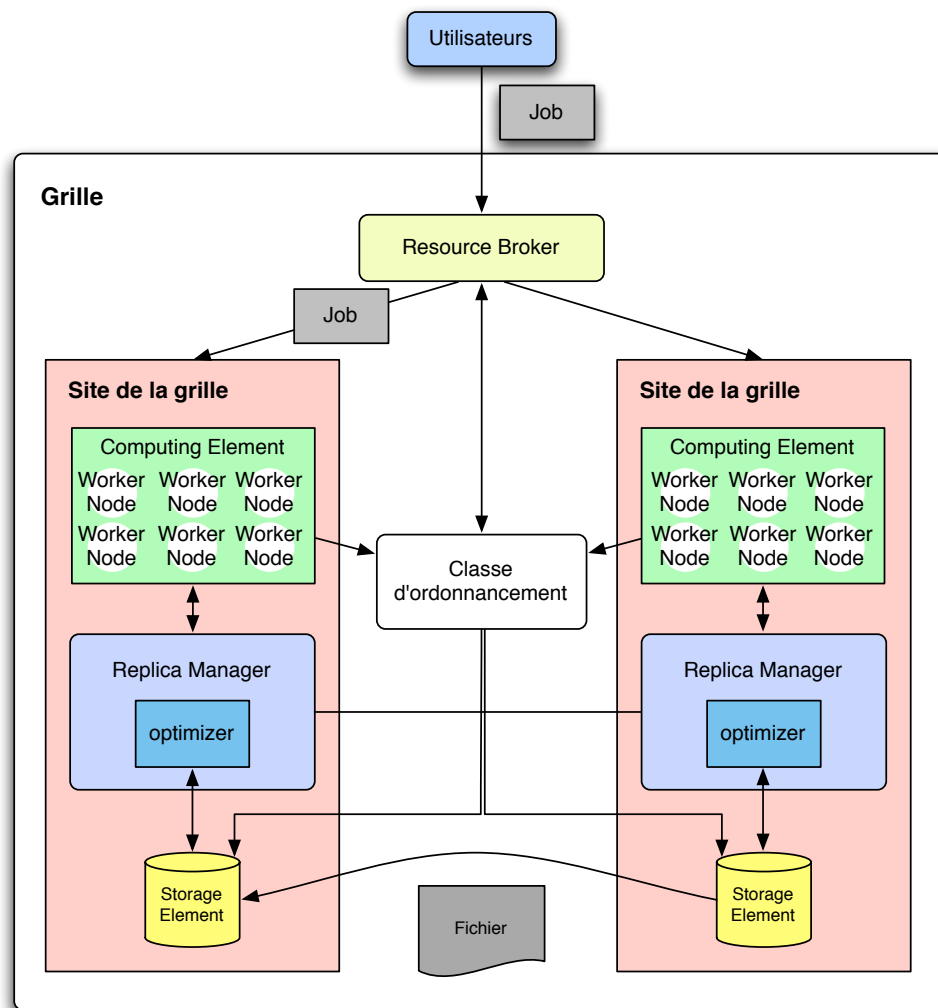 Utilisateurs
Job
Grille
Resource Broker
Job
Site de la grille
Computing Element
Worker Node
Worker Node
Worker Node
Worker Node
Worker Node
Worker Node
Replica Manager
optimizer
Storage
Element
Classe
d'ordonnancement
Fichier
Site de la grille
Computing Element
Worker Node
Worker Node
Worker Node
Worker Node
Worker Node
Worker Node
Replica Manager
optimizer
Storage
Element